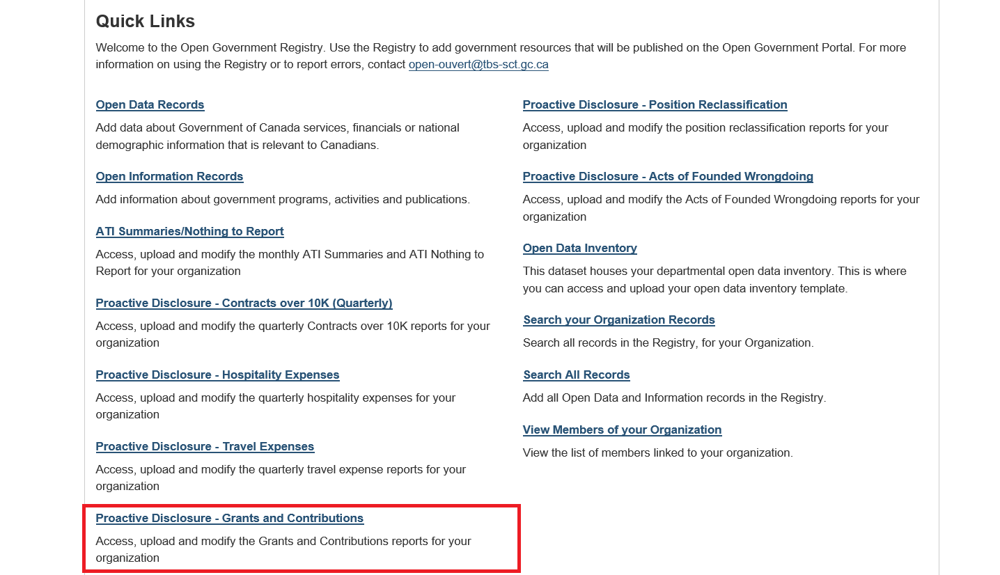 Quick Links
Welcome to the Open Government Registry. Use the Registry to add government resources that will be published on the Open Government Portal. For more
information on using the Registry or to report errors, contact open-ouvert@tbs-sct.gc.ca
Open Data Records
Add data about Government of Canada services, financials or national
demographic information that is relevant to Canadians.
Open Information Records
Add information about government programs, activities and publications.
ATI Summaries/Nothing to Report
Access, upload and modify the monthly ATI Summaries and ATI Nothing to
Report for your organization
Proactive Disclosure - Contracts over 10K (Quarterly)
Access, upload and modify the quarterly Contracts over 10K reports for your
organization
Proactive Disclosure - Hospitality Expenses
Access, upload and modify the quarterly hospitality expenses for your
organization
Proactive Disclosure - Travel Expenses
Access, upload and modify the quarterly travel expense reports for your
organization
Proactive Disclosure - Grants and Contributions
Access, upload and modify the Grants and Contributions reports for your
organization
Proactive Disclosure - Position Reclassification
Access, upload and modify the position reclassification reports for your
organization
Proactive Disclosure - Acts of Founded Wrongdoing
Access, upload and modify the Acts of Founded Wrongdoing reports for your
organization
Open Data Inventory
This dataset houses your departmental open data inventory. This is where
you can access and upload your open data inventory template.
Search your Organization Records
Search all records in the Registry, for your Organization.
Search All Records
Add all Open Data and Information records in the Registry.
View Members of your Organization
View the list of members linked to your organization.